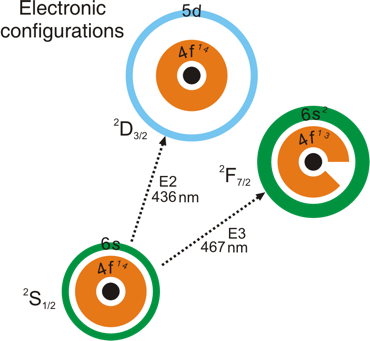 Electronic
configurations
5d
4f¹⁴
²D₃/₂
6s²
4f¹³
²F₇/₂
E2
436 nm
E3
467 nm
6s
4f¹⁴
²S₁/₂